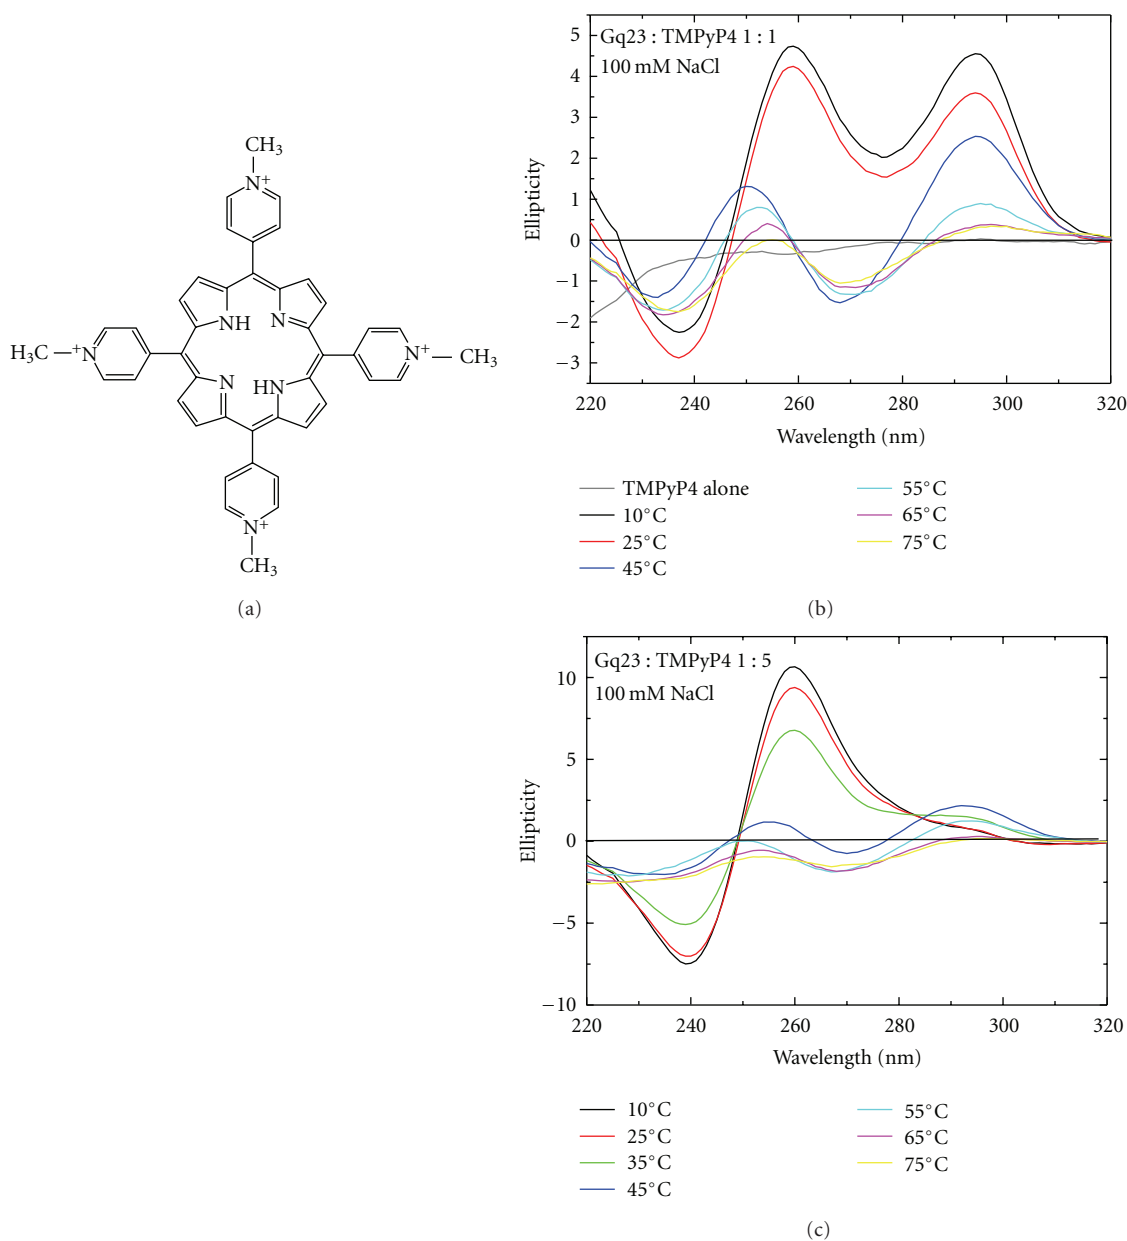 CH3
N+
NH
N
H3C
+N
N+
CH3
N
HN
N+
CH3
(a)
Gq23 : TMPyP4 1 : 1
100 mM NaCl
Ellipticity
5
4
3
2
1
0
−1
−2
−3
220
240
260
280
300
320
Wavelength (nm)
TMPyP4 alone
10°C
25°C
45°C
55°C
65°C
75°C
(b)
Gq23 : TMPyP4 1 : 5
100 mM NaCl
Ellipticity
10
5
0
−5
−10
220
240
260
280
300
320
Wavelength (nm)
10°C
25°C
35°C
45°C
55°C
65°C
75°C
(c)